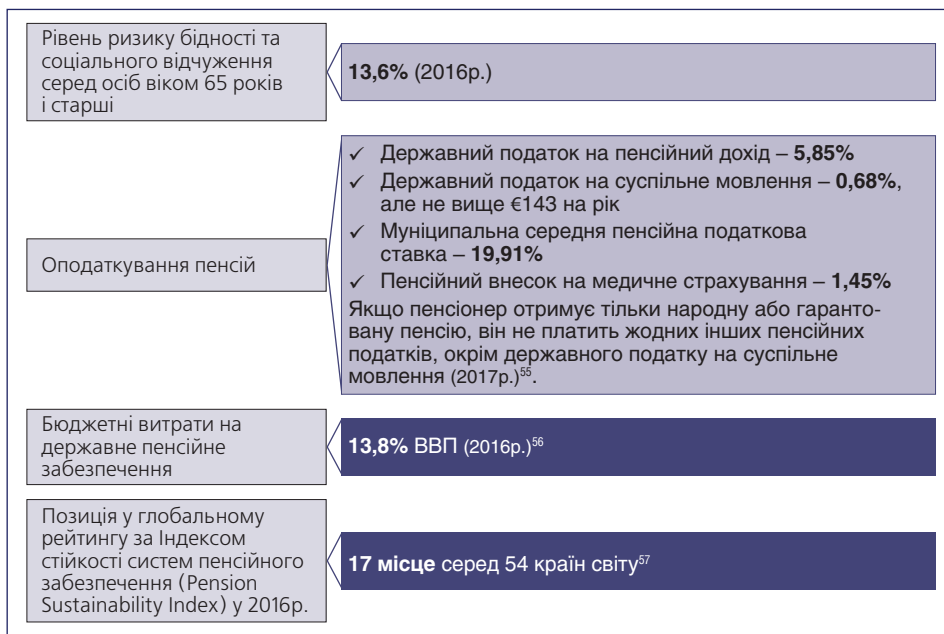 Рівень ризику бідності та
соціального відчуження
серед осіб віком 65 років
і старші
13,6% (2016р.)
Оподаткування пенсій
✓ Державний податок на пенсійний дохід – 5,85%
✓ Державний податок на суспільне мовлення – 0,68%,
але не вище €143 на рік
✓ Муніципальна середня пенсійна податкова
ставка – 19,91%
✓ Пенсійний внесок на медичне страхування – 1,45%
Якщо пенсіонер отримує тільки народну або гаранто-
вану пенсію, він не платить жодних інших пенсійних
податків, окрім державного податку на суспільне
мовлення (2017р.)55.
Бюджетні витрати на
державне пенсійне
забезпечення
13,8% ВВП (2016р.)56
Позиція у глобальному
рейтингу за Індексом
стійкості систем пенсійного
забезпечення (Pension
Sustainability Index) у 2016р.
17 місце серед 54 країн світу57